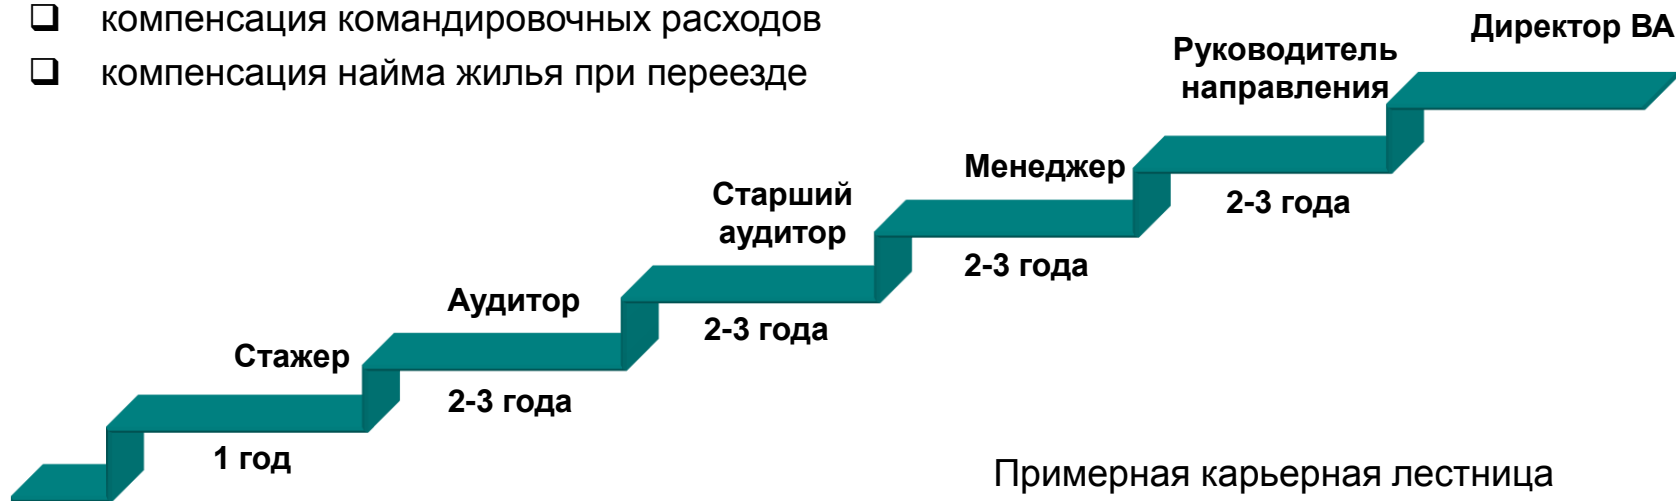 ❑ компенсация командировочных расходов
❑ компенсация найма жилья при переезде
Директор ВА
Руководитель
направления
Менеджер
2-3 года
Старший
аудитор
2-3 года
Аудитор
2-3 года
Стажер
2-3 года
1 год
Примерная карьерная лестница